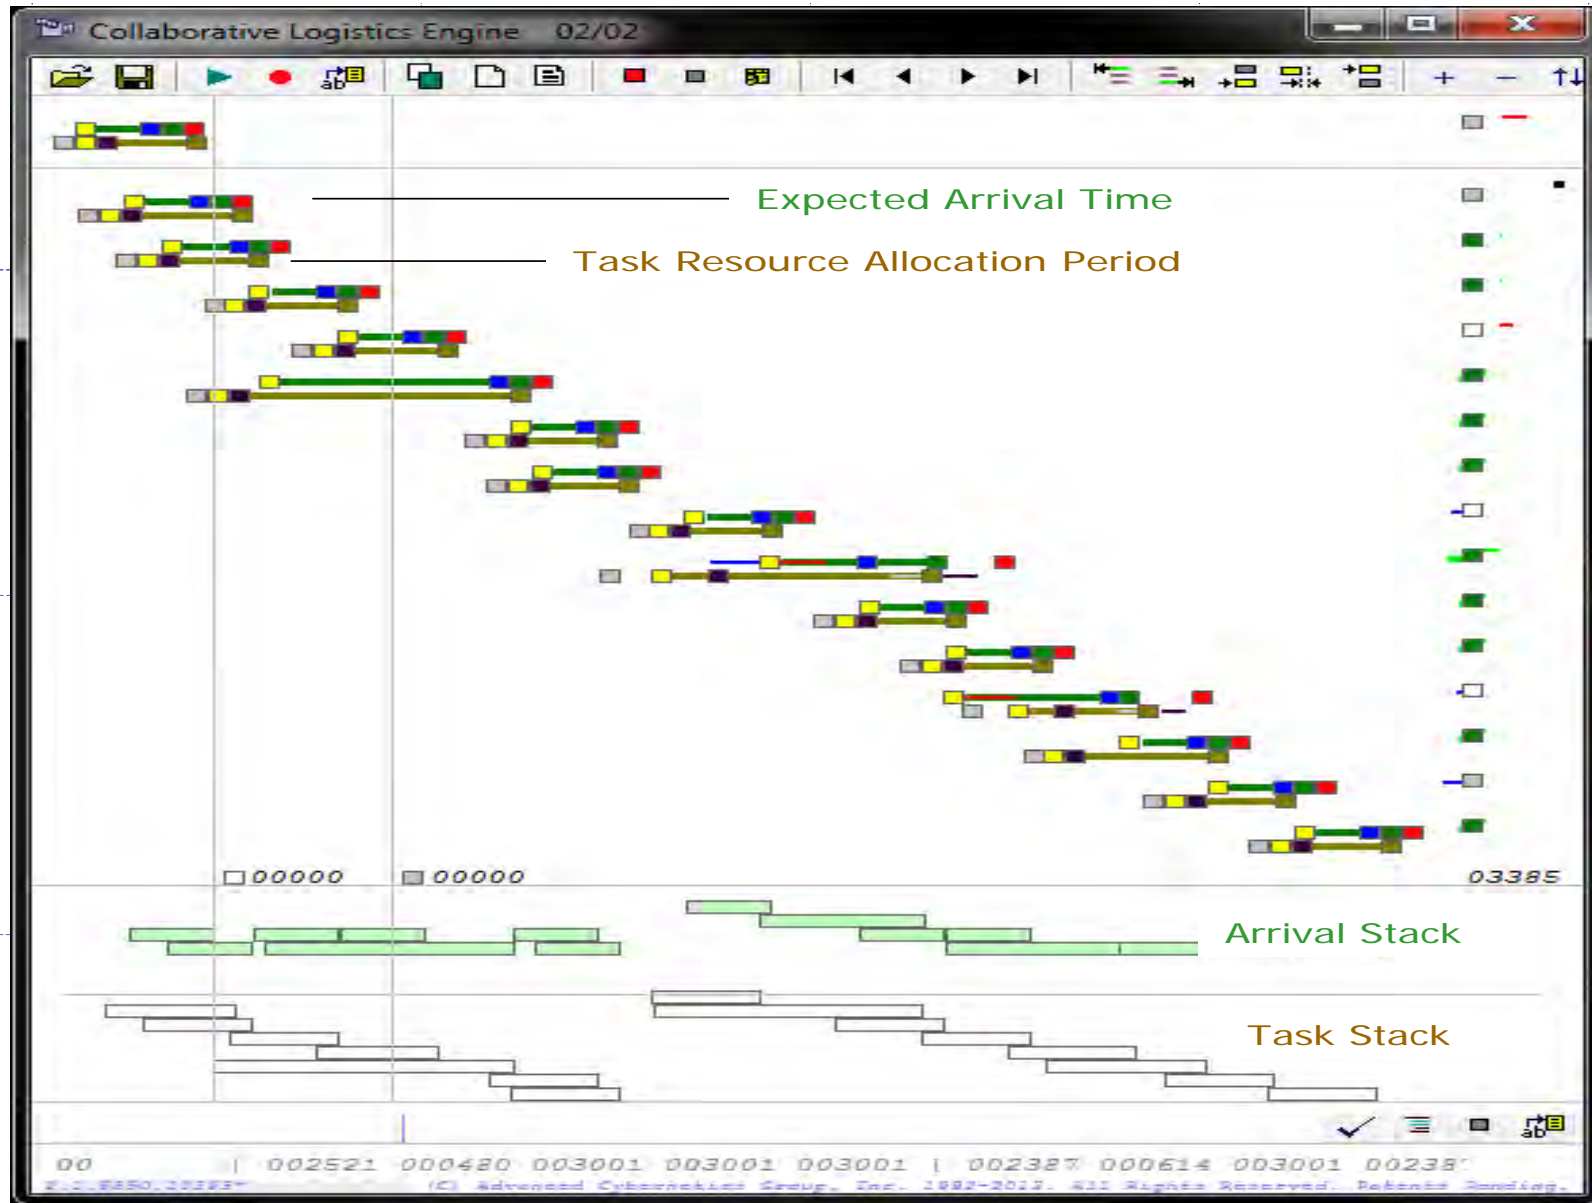 Collaborative Logistics Engine 02/02
Expected Arrival Time
Task Resource Allocation Period
00000 00000 03385
Arrival Stack
Task Stack
00 | 002521 000480 003001 003001 003001 | 002387 000614 003001 00238
(C) Advanced Cybernetics Group, Inc. 1992-2013. All Rights Reserved. Patents Pending.